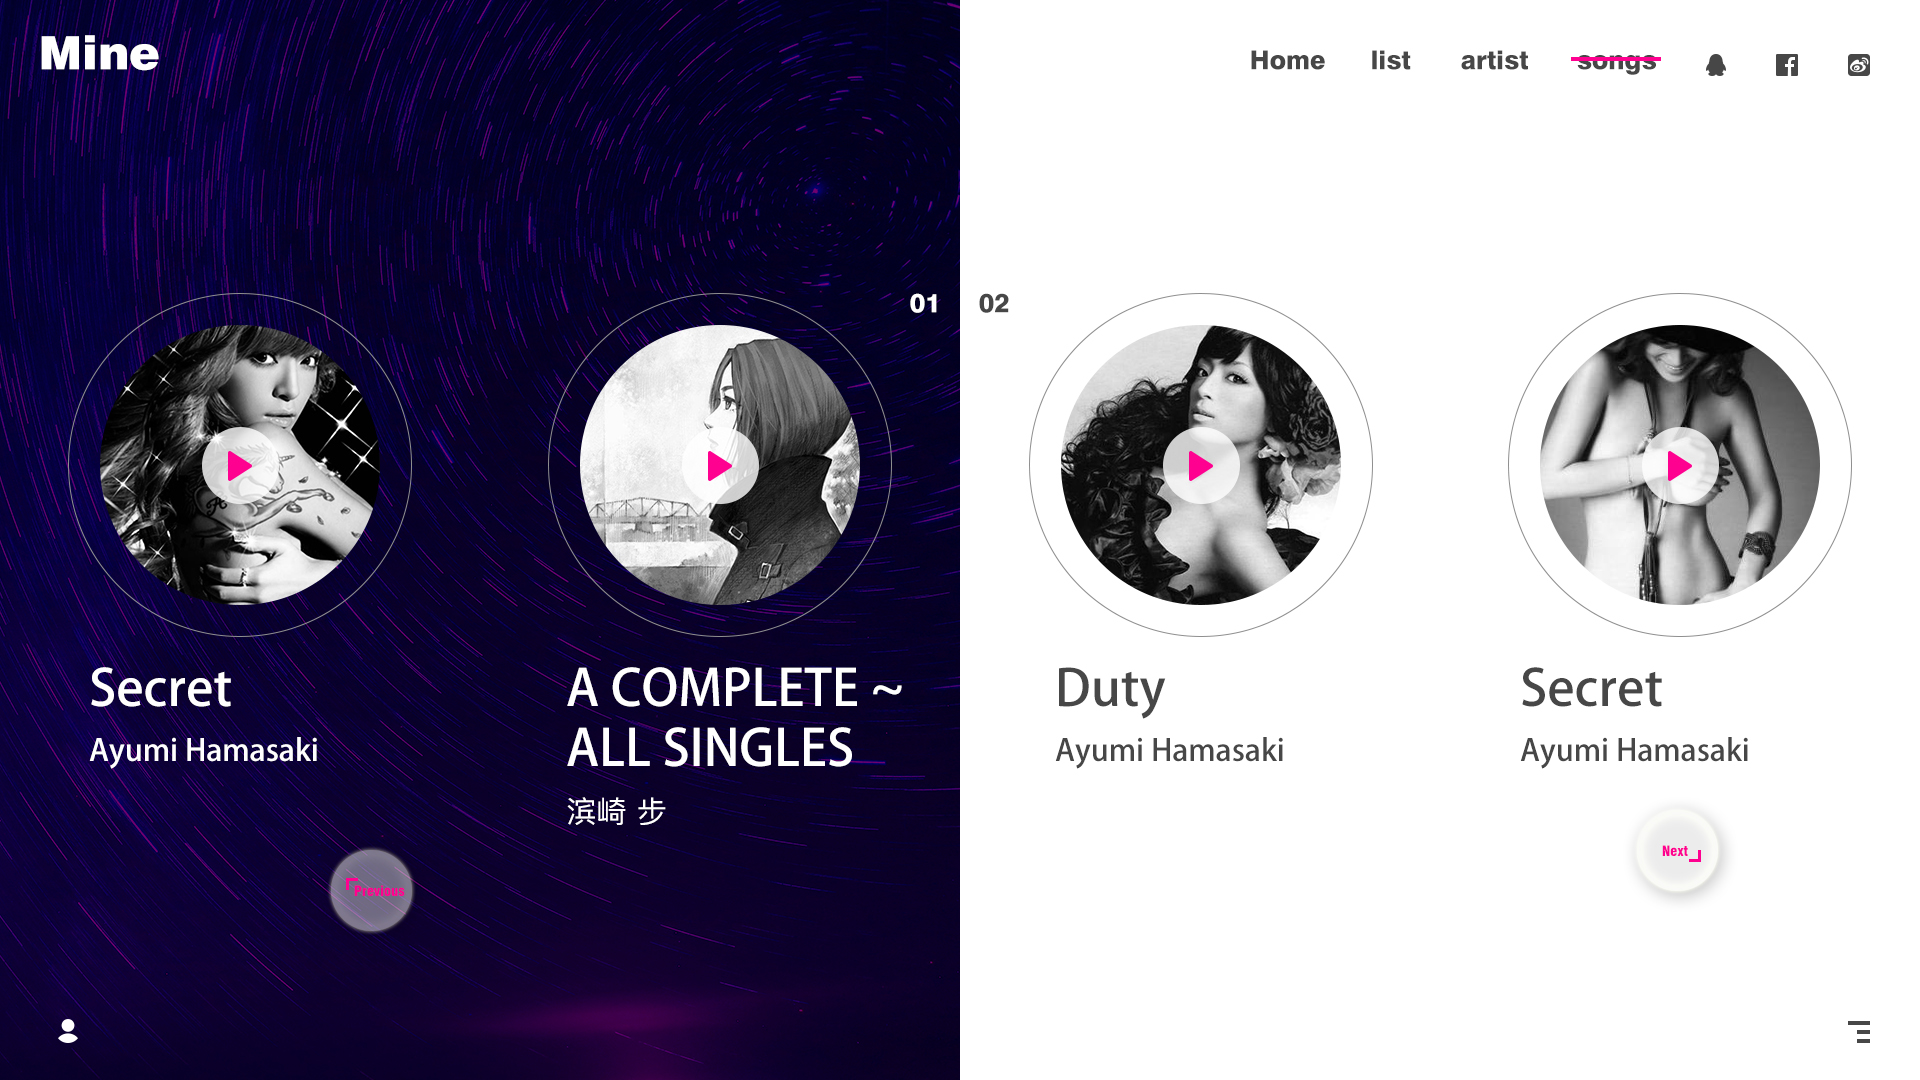 Mine
Home
list
artist
songs
01
02
Secret
Ayumi Hamasaki
A COMPLETE ~
ALL SINGLES
滨崎 步
Duty
Ayumi Hamasaki
Secret
Ayumi Hamasaki
Previous
Next